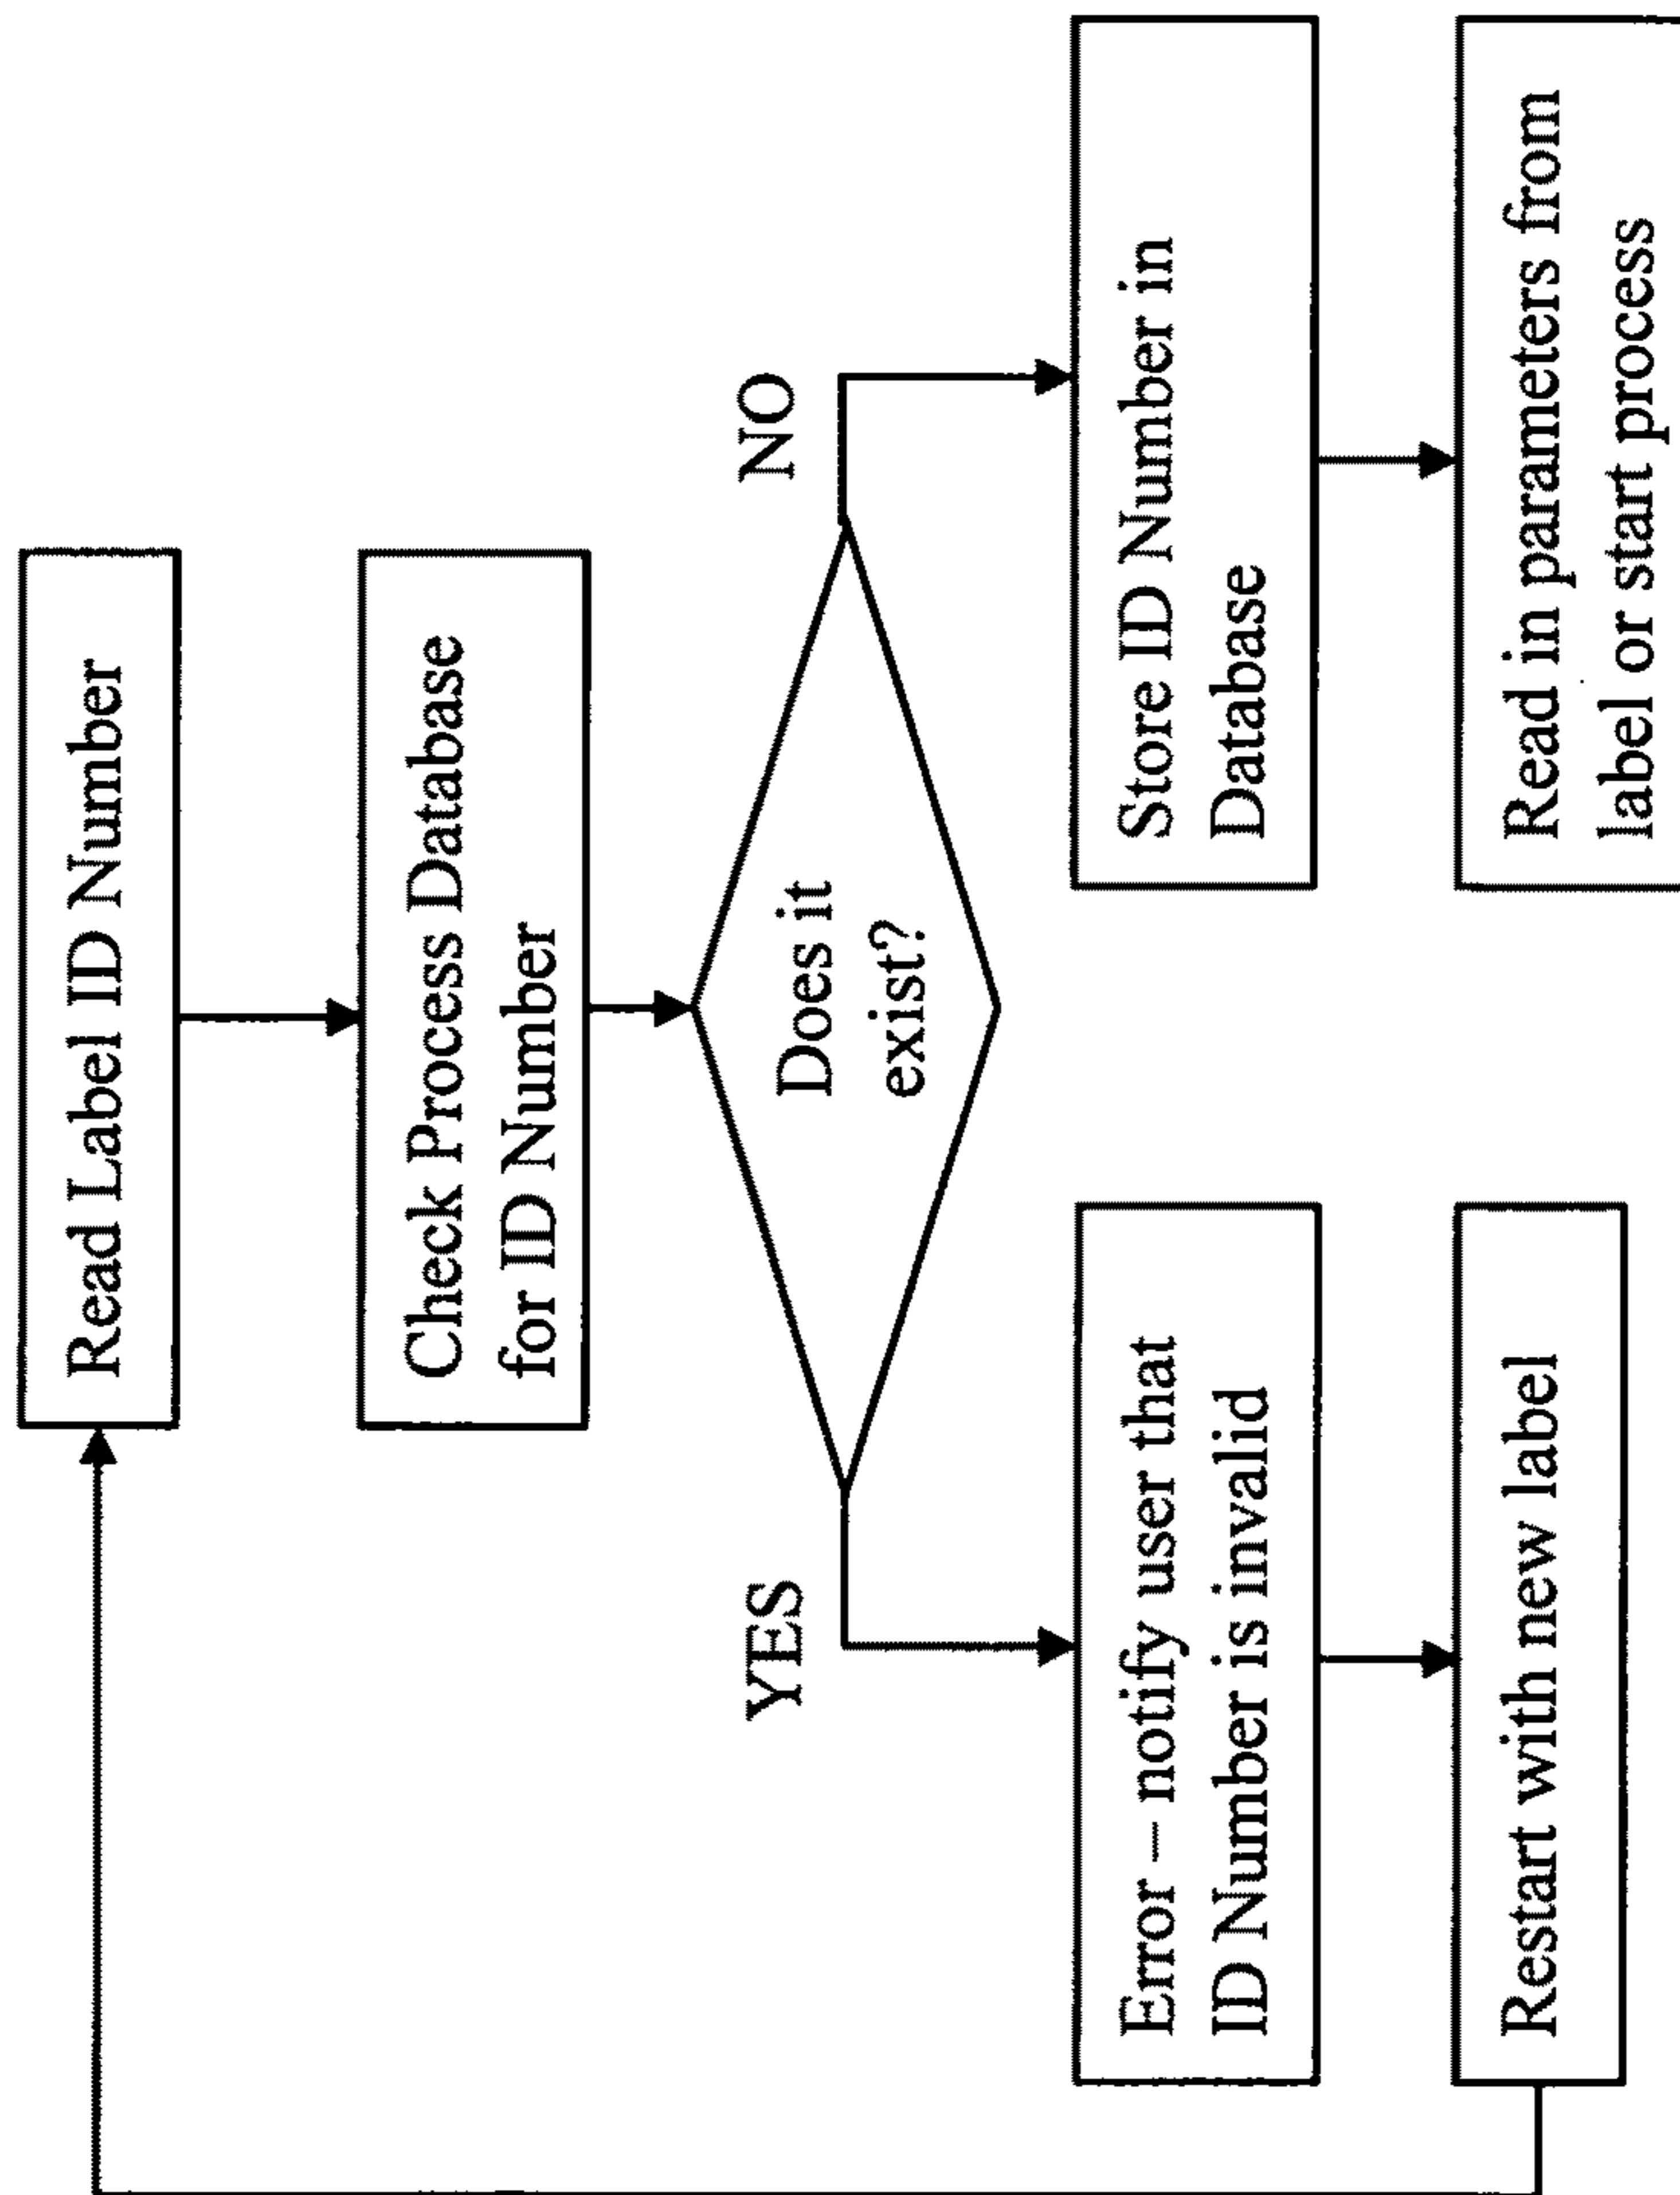 Read Label ID Number
Check Process Database
for ID Number
Does it
exist?
YES
NO
Error – notify user that
ID Number is invalid
Store ID Number in
Database
Restart with new label
Read in parameters from
label or start process